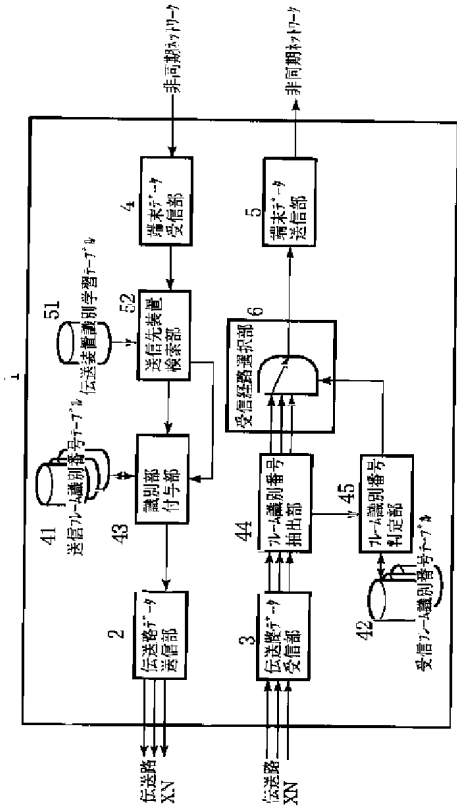 1
非同期ネットワーク
4
端末データ
受信部
51
伝送装置識別学習テーブル
52
送信先装置
検索部
41
送信フレーム識別番号テーブル
43
識別部
付与部
2
伝送路データ
送信部
伝送路
XN
非同期ネットワーク
5
端末データ
送信部
6
受信経路選択部
44
フレーム識別番号
抽出部
45
フレーム識別番号
判定部
42
受信フレーム識別番号テーブル
3
伝送路データ
受信部
伝送路
XN